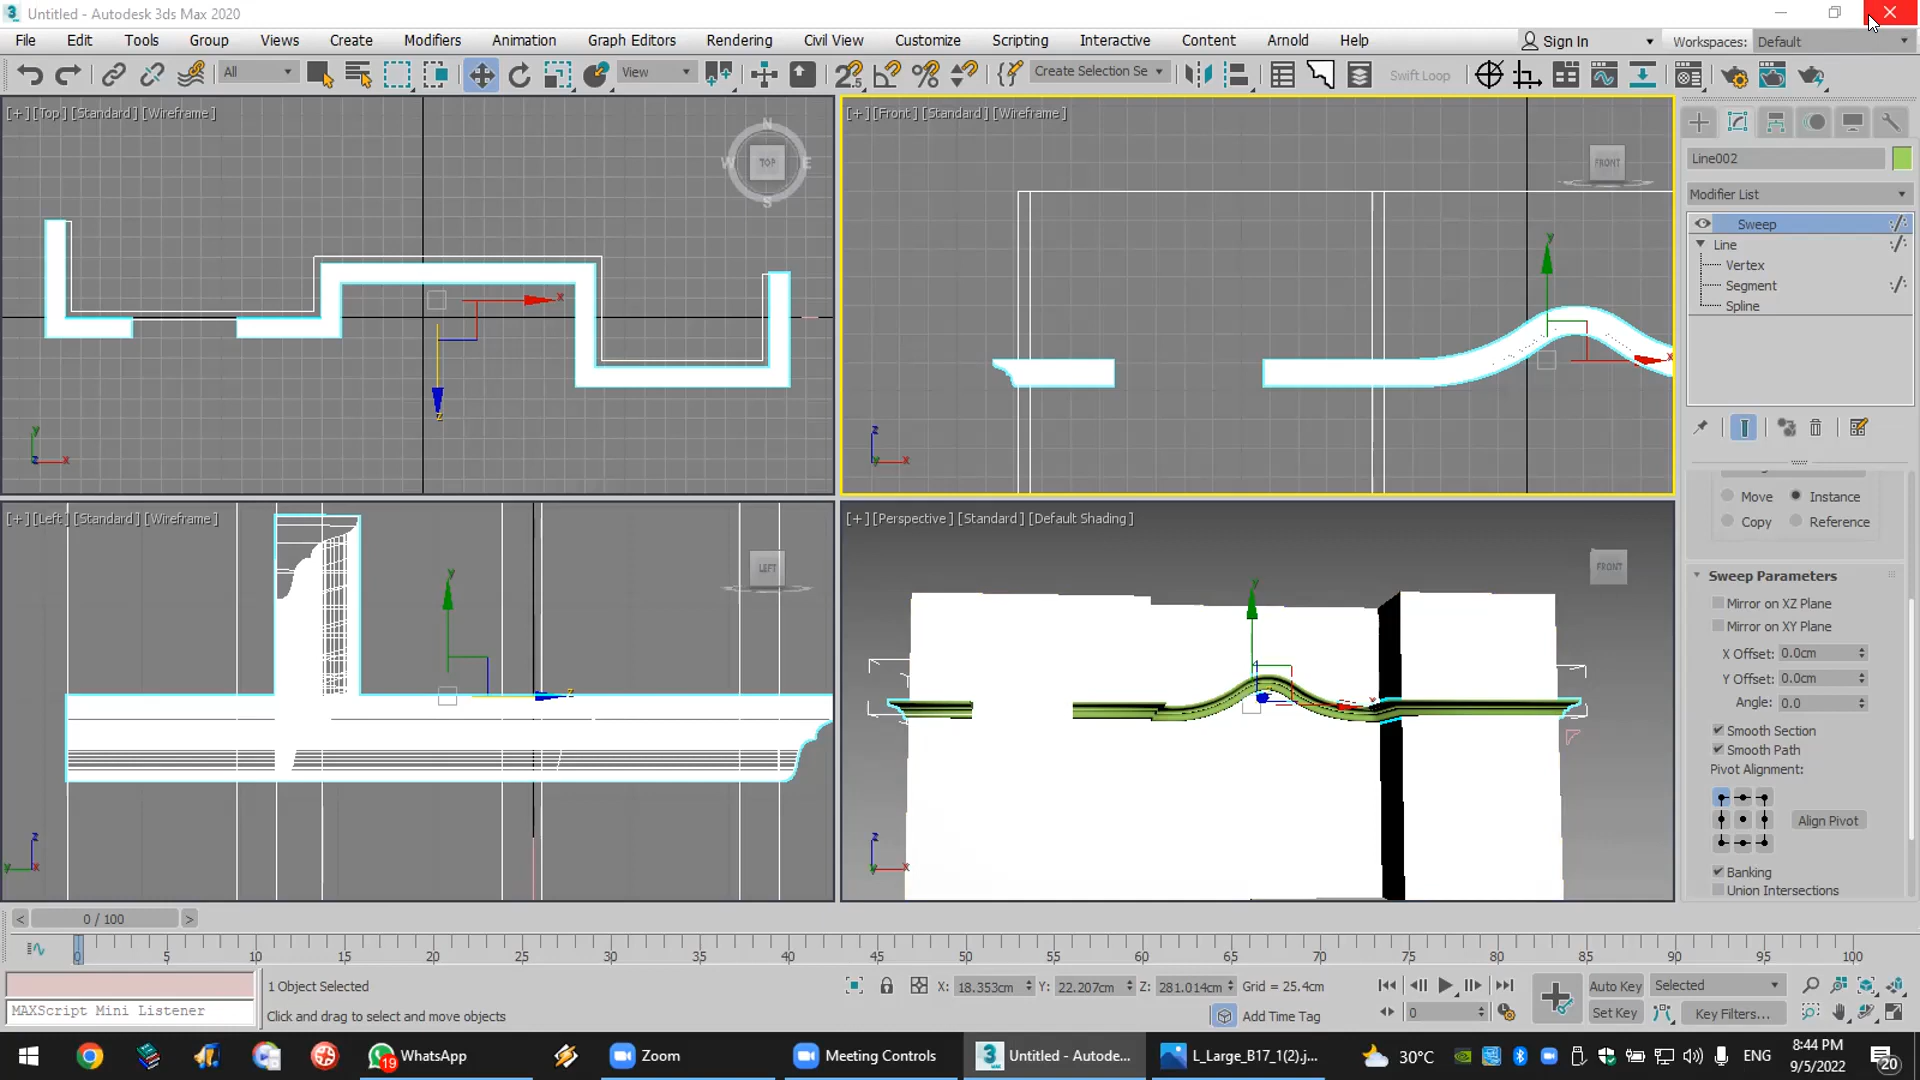 3 Untitled - Autodesk 3ds Max 2020
File Edit Tools Group Views Create Modifiers Animation Graph Editors Rendering Civil View Customize Scripting Interactive Content Arnold Help Sign In Workspaces: Default
All View Create Selection Se Swift Loop
[+][Top][Standard][Wireframe]
N
W TOP E
S
x
z
y
z x
[+][Front][Standard][Wireframe]
FRONT
y
x
z
y x
[+][Left][Standard][Wireframe]
LEFT
y
z
z
y x
[+][Perspective][Standard][Default Shading]
FRONT
y
x
z
y x
Line002
Modifier List
Sweep
Line
Vertex
Segment
Spline
Move Instance
Copy Reference
Sweep Parameters
Mirror on XZ Plane
Mirror on XY Plane
X Offset: 0.0cm
Y Offset: 0.0cm
Angle: 0.0
Smooth Section
Smooth Path
Pivot Alignment:
Align Pivot
Banking
Union Intersections
< 0 / 100 >
0 5 10 15 20 25 30 35 40 45 50 55 60 65 70 75 80 85 90 95 100
1 Object Selected X: 18.353cm Y: 22.207cm Z: 281.014cm Grid = 25.4cm Auto Key Selected
MAXScript Mini Listener Click and drag to select and move objects Add Time Tag 0 Set Key Key Filters...
19 WhatsApp Zoom Meeting Controls 3 Untitled - Autode... L_Large_B17_1(2).j... 30°C ENG 8:44 PM
9/5/2022 20